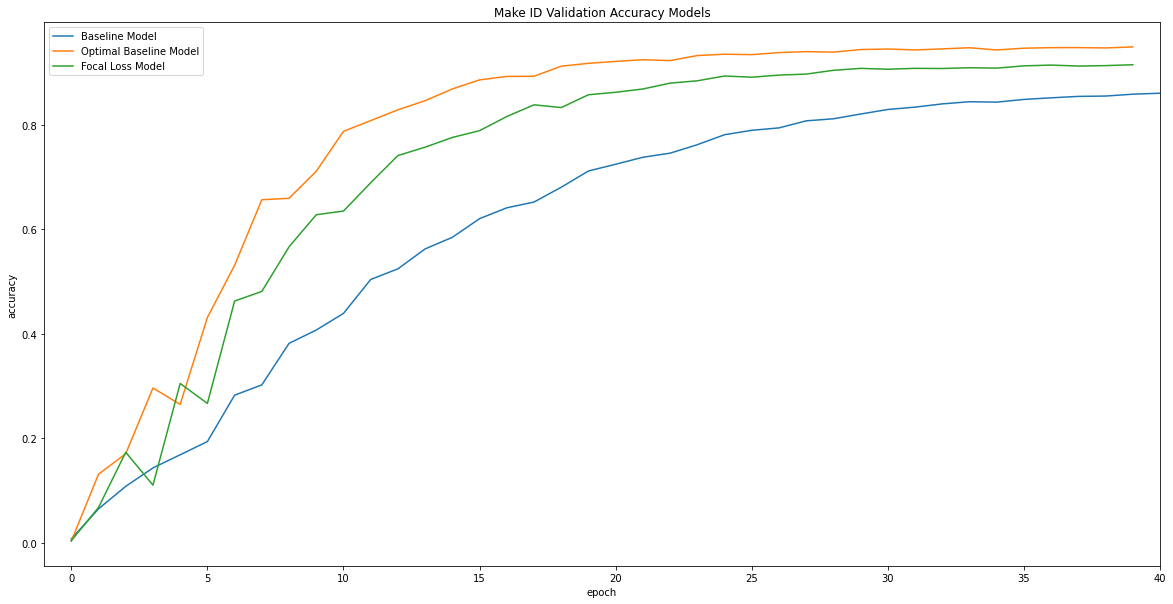 Make ID Validation Accuracy Models
Baseline Model
Optimal Baseline Model
Focal Loss Model
accuracy
0.8
0.6
0.4
0.2
0.0
0 5 10 15 20 25 30 35 40
epoch